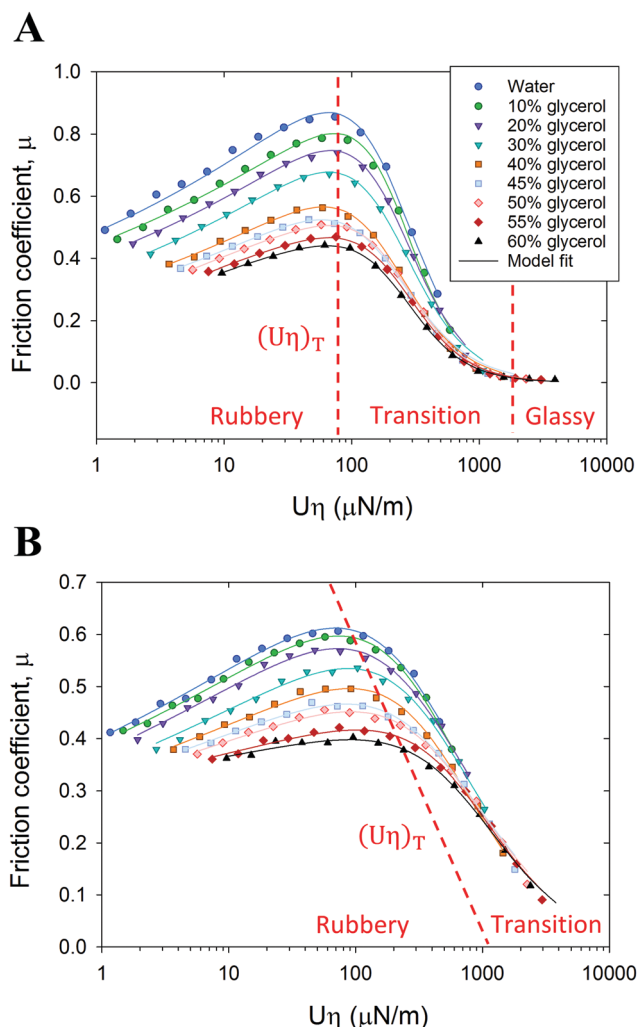 A
Friction coefficient, μ
1.0
0.8
0.6
0.4
0.2
0.0
Water
10% glycerol
20% glycerol
30% glycerol
40% glycerol
45% glycerol
50% glycerol
55% glycerol
60% glycerol
Model fit
(Uη)T
Rubbery
Transition
Glassy
1
10
100
1000
10000
Uη (μN/m)
B
Friction coefficient, μ
0.7
0.6
0.5
0.4
0.3
0.2
0.1
0.0
(Uη)T
Rubbery
Transition
1
10
100
1000
10000
Uη (μN/m)